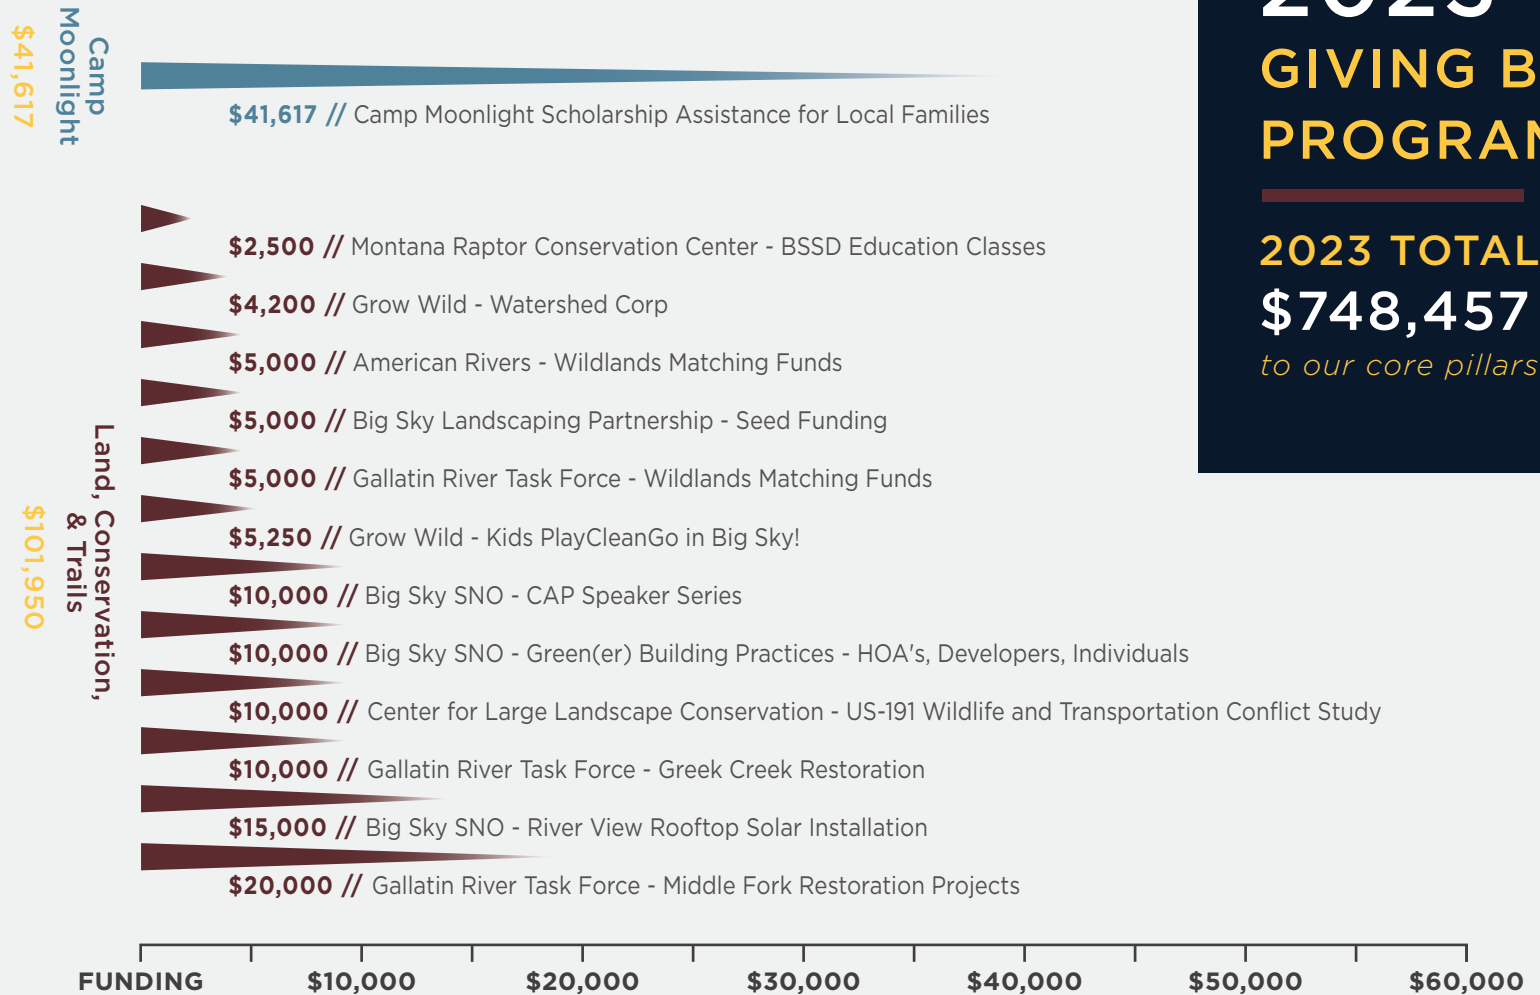 Camp
Moonlight
$41,617
$41,617 // Camp Moonlight Scholarship Assistance for Local Families
Land, Conservation,
& Trails
$101,950
$2,500 // Montana Raptor Conservation Center - BSSD Education Classes
$4,200 // Grow Wild - Watershed Corp
$5,000 // American Rivers - Wildlands Matching Funds
$5,000 // Big Sky Landscaping Partnership - Seed Funding
$5,000 // Gallatin River Task Force - Wildlands Matching Funds
$5,250 // Grow Wild - Kids PlayCleanGo in Big Sky!
$10,000 // Big Sky SNO - CAP Speaker Series
$10,000 // Big Sky SNO - Green(er) Building Practices - HOA's, Developers, Individuals
$10,000 // Center for Large Landscape Conservation - US-191 Wildlife and Transportation Conflict Study
$10,000 // Gallatin River Task Force - Greek Creek Restoration
$15,000 // Big Sky SNO - River View Rooftop Solar Installation
$20,000 // Gallatin River Task Force - Middle Fork Restoration Projects
FUNDING $10,000 $20,000 $30,000 $40,000 $50,000 $60,000
2023
GIVING B
PROGRAM
2023 TOTAL
$748,457
to our core pillars